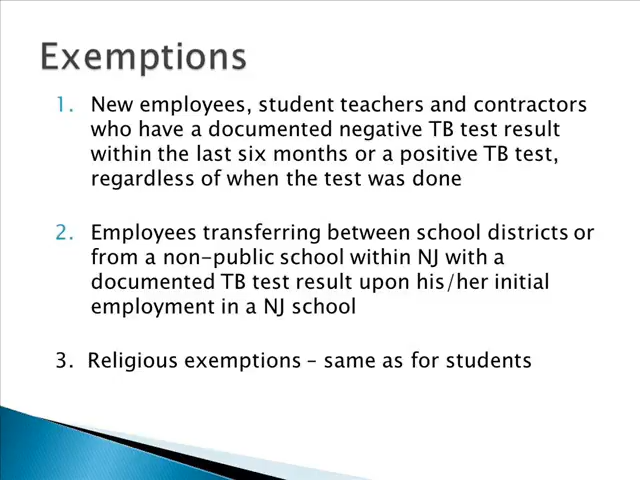 Exemptions
1. New employees, student teachers and contractors
who have a documented negative TB test result
within the last six months or a positive TB test,
regardless of when the test was done
2. Employees transferring between school districts or
from a non-public school within NJ with a
documented TB test result upon his/her initial
employment in a NJ school
3. Religious exemptions – same as for students